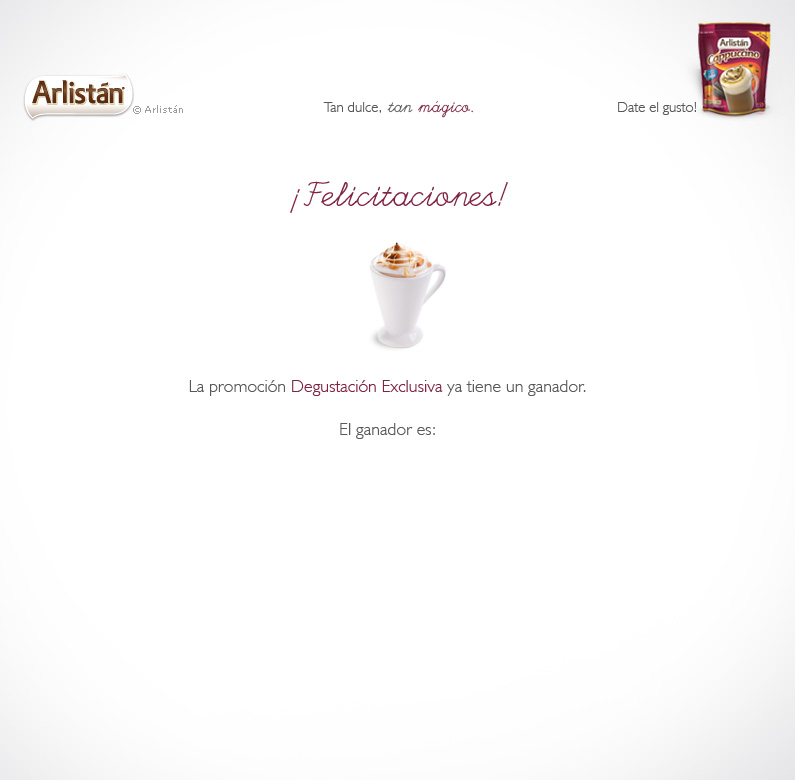 Arlistán
© Arlistán
Tan dulce, tan mágico.
Date el gusto!
Arlistán
Cappuccino
¡Felicitaciones!
La promoción Degustación Exclusiva ya tiene un ganador.
El ganador es: